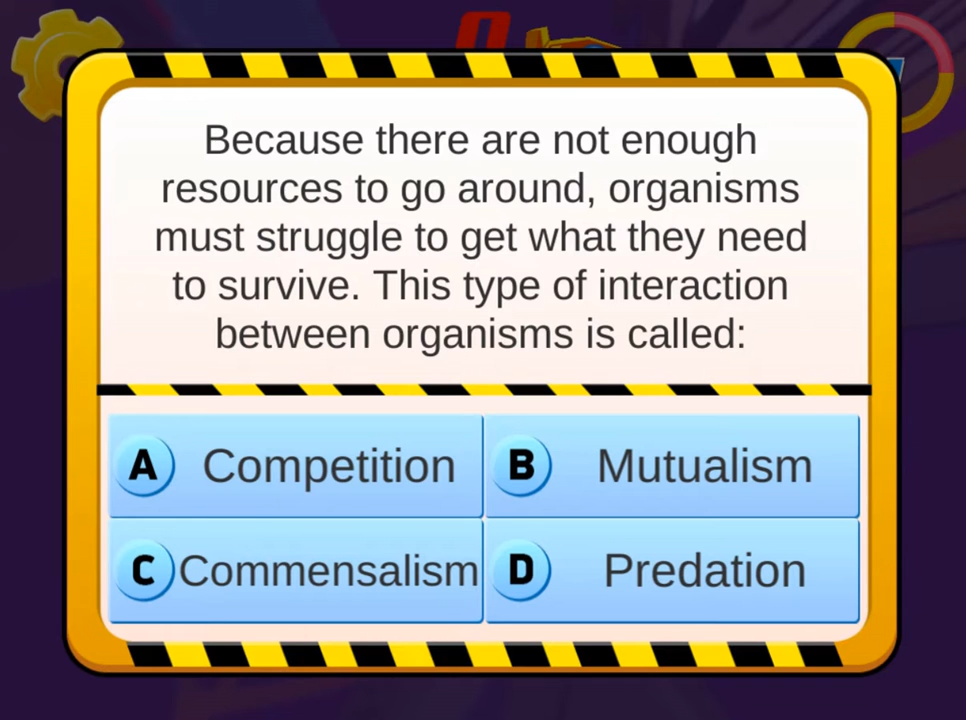 Because there are not enough
resources to go around, organisms
must struggle to get what they need
to survive. This type of interaction
between organisms is called:
A Competition
B Mutualism
C Commensalism
D Predation